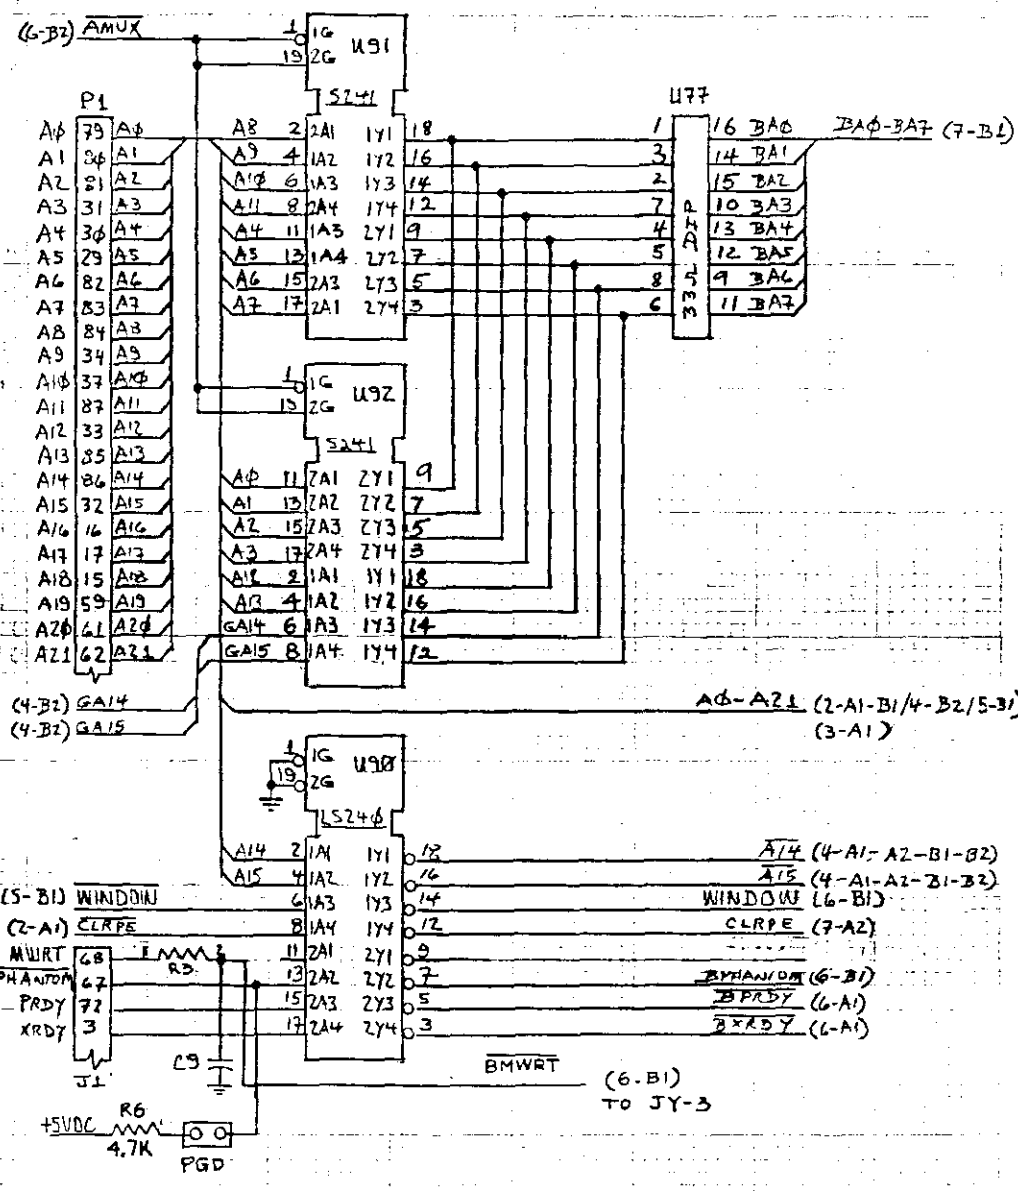 (6-B2) AMUX
1 1G U91
19 2G
S241
P1
U77
Aφ 79 Aφ A8 2 2A1 1Y1 18 1 16 BAφ BAφ-BA7 (7-B1)
A1 80 A1 A9 4 1A2 1Y2 16 3 14 BA1
A2 81 A2 A1φ 6 1A3 1Y3 14 2 15 BA2
A3 31 A3 A11 8 2A4 1Y4 12 7 10 BA3
A4 3φ A4 A4 11 1A3 2Y1 9 4 13 BA4
A5 29 A5 A5 13 1A4 2Y2 7 5 12 BA5
A6 82 A6 A6 15 2A3 2Y3 5 8 9 BA6
A7 83 A7 A7 17 2A1 2Y4 3 6 11 BA7
33Ω DIP
A8 84 A8
A9 34 A9
A1φ 37 A1φ 1 1G U92
A11 87 A11 19 2G
A12 33 A12
A13 85 A13 S241
A14 86 A14 Aφ 11 2A1 2Y1 9
A15 32 A15 A1 13 2A2 2Y2 7
A16 16 A16 A2 15 2A3 2Y3 5
A17 17 A17 A3 17 2A4 2Y4 3
A18 15 A18 A12 2 1A1 1Y1 18
A19 59 A19 A13 4 1A2 1Y2 16
A2φ 61 A2φ GA14 6 1A3 1Y3 14
A21 62 A21 GA15 8 1A4 1Y4 12
(4-B2) GA14
(4-B2) GA15
Aφ-A21 (2-A1-B1/4-B2/5-B1)
(3-A1)
1 1G U9φ
19 2G
LS24φ
A14 2 1A1 1Y1 18 A14 (4-A1-A2-B1-B2)
A15 4 1A2 1Y2 16 A15 (4-A1-A2-B1-B2)
(5-B1) WINDOW 6 1A3 1Y3 14 WINDOW (6-B1)
(2-A1) CLRPE 8 1A4 1Y4 12 CLRPE (7-A2)
MWRT 68 1 2 11 2A1 2Y1 9
R3
PHANTOM 67 13 2A2 2Y2 7 BPHANTOM (6-B1)
PRDY 72 15 2A3 2Y3 5 BPRDY (6-A1)
XRDY 3 17 2A4 2Y4 3 BXRDY (6-A1)
J1
C9
BMWRT (6-B1)
TO JY-3
+5VDC R6
4.7K
PGD